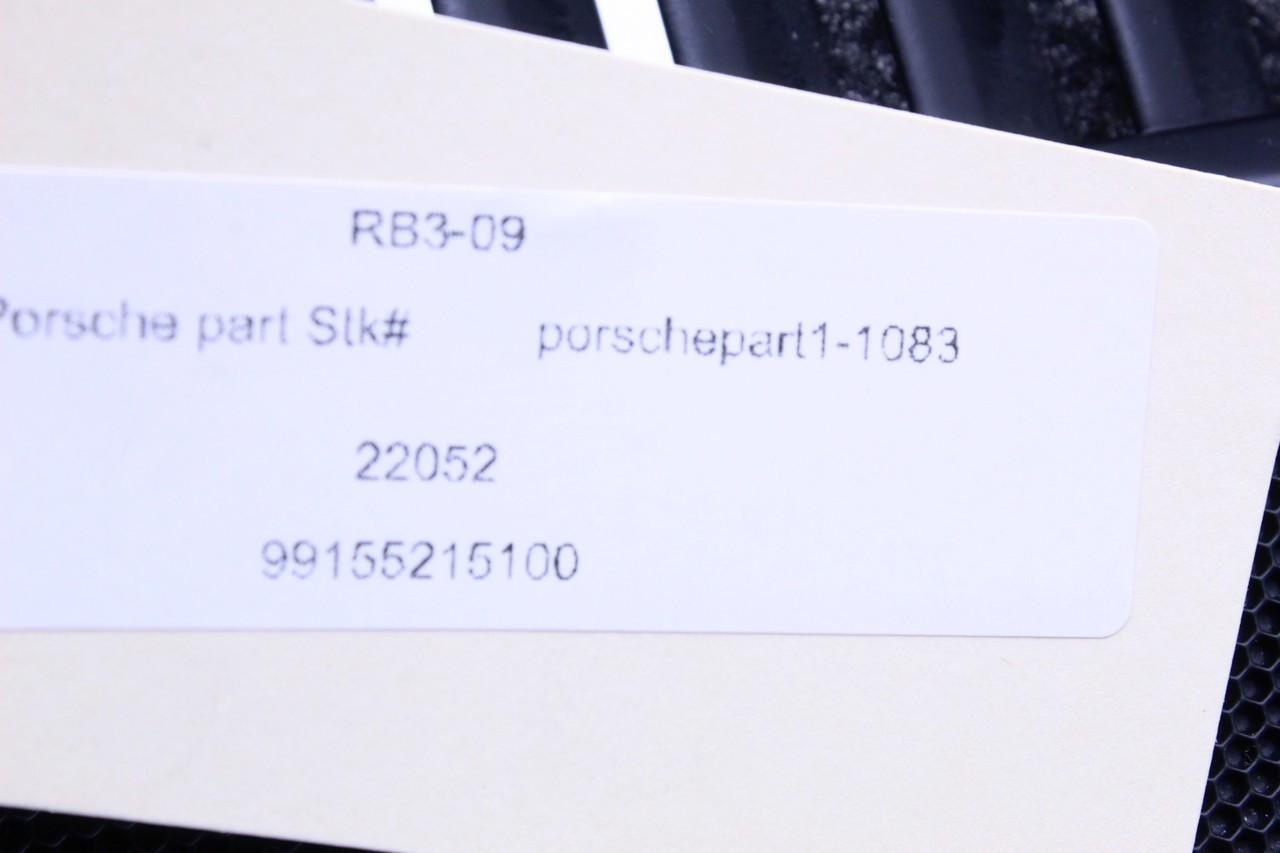 RB3-09
Porsche part Stk# porschepart1-1083
22052
99155215100